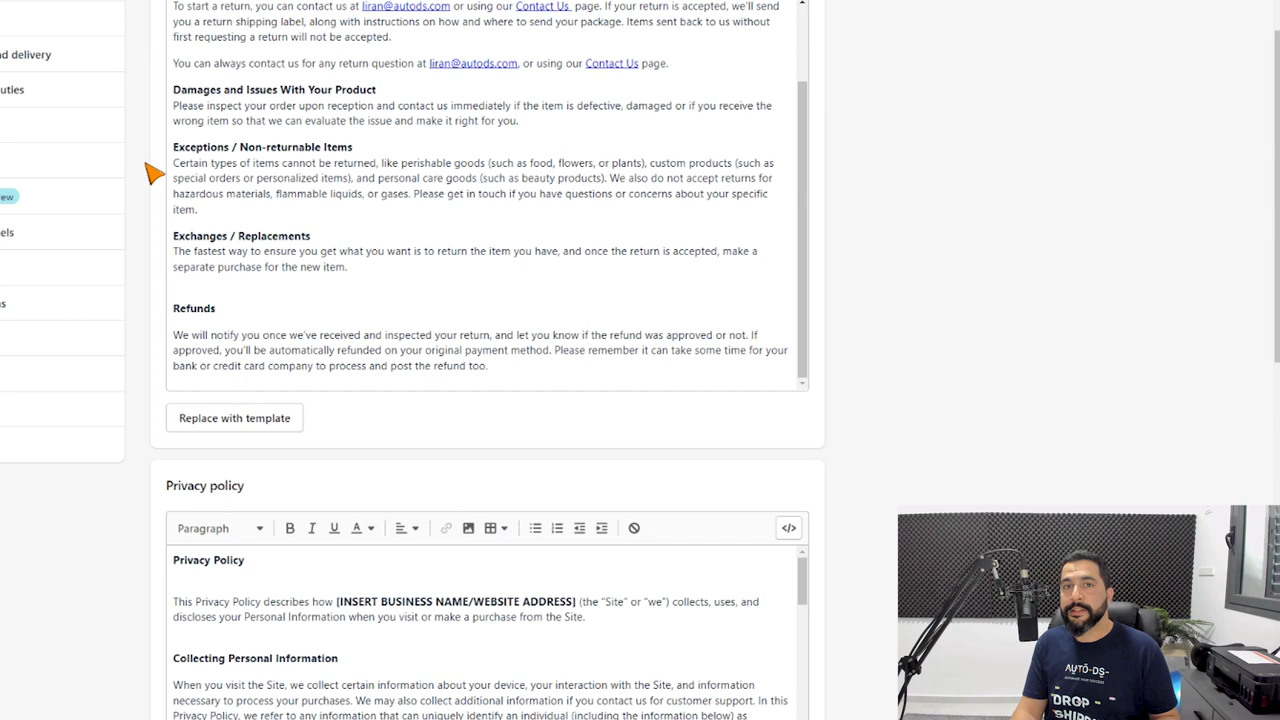 To start a return, you can contact us at liran@autods.com or using our Contact Us page. If your return is accepted, we'll send
you a return shipping label, along with instructions on how and where to send your package. Items sent back to us without
first requesting a return will not be accepted.
You can always contact us for any return question at liran@autods.com, or using our Contact Us page.
nd delivery
uties
ew
els
s
Damages and Issues With Your Product
Please inspect your order upon reception and contact us immediately if the item is defective, damaged or if you receive the
wrong item so that we can evaluate the issue and make it right for you.
Exceptions / Non-returnable Items
Certain types of items cannot be returned, like perishable goods (such as food, flowers, or plants), custom products (such as
special orders or personalized items), and personal care goods (such as beauty products). We also do not accept returns for
hazardous materials, flammable liquids, or gases. Please get in touch if you have questions or concerns about your specific
item.
Exchanges / Replacements
The fastest way to ensure you get what you want is to return the item you have, and once the return is accepted, make a
separate purchase for the new item.
Refunds
We will notify you once we've received and inspected your return, and let you know if the refund was approved or not. If
approved, you'll be automatically refunded on your original payment method. Please remember it can take some time for your
bank or credit card company to process and post the refund too.
Replace with template
Privacy policy
Paragraph
B I U A
</>
Privacy Policy
This Privacy Policy describes how [INSERT BUSINESS NAME/WEBSITE ADDRESS] (the "Site" or "we") collects, uses, and
discloses your Personal Information when you visit or make a purchase from the Site.
Collecting Personal Information
When you visit the Site, we collect certain information about your device, your interaction with the Site, and information
necessary to process your purchases. We may also collect additional information if you contact us for customer support. In this
Privacy Policy, we refer to any information that can uniquely identify an individual (including the information below) as
AUTO-DS-
AUTOMATE YOUR SUCCESS
DROP
SHIPP